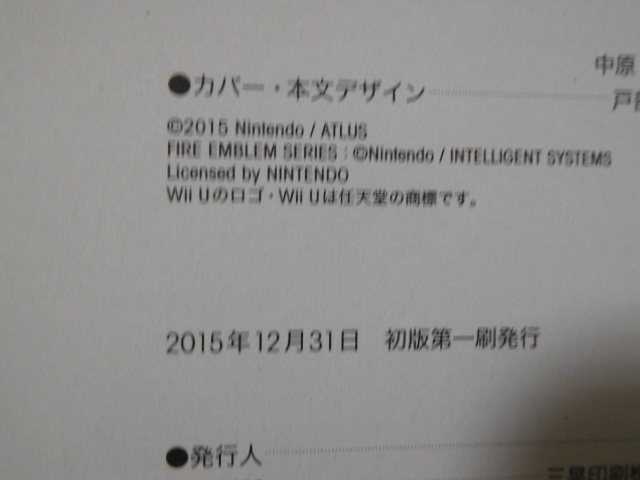 中原
●カバー・本文デザイン
©2015 Nintendo / ATLUS
FIRE EMBLEM SERIES : ©Nintendo / INTELLIGENT SYSTEMS
Licensed by NINTENDO
Wii Uのロゴ・Wii Uは任天堂の商標です。
2015年12月31日 初版第一刷発行
●発行人